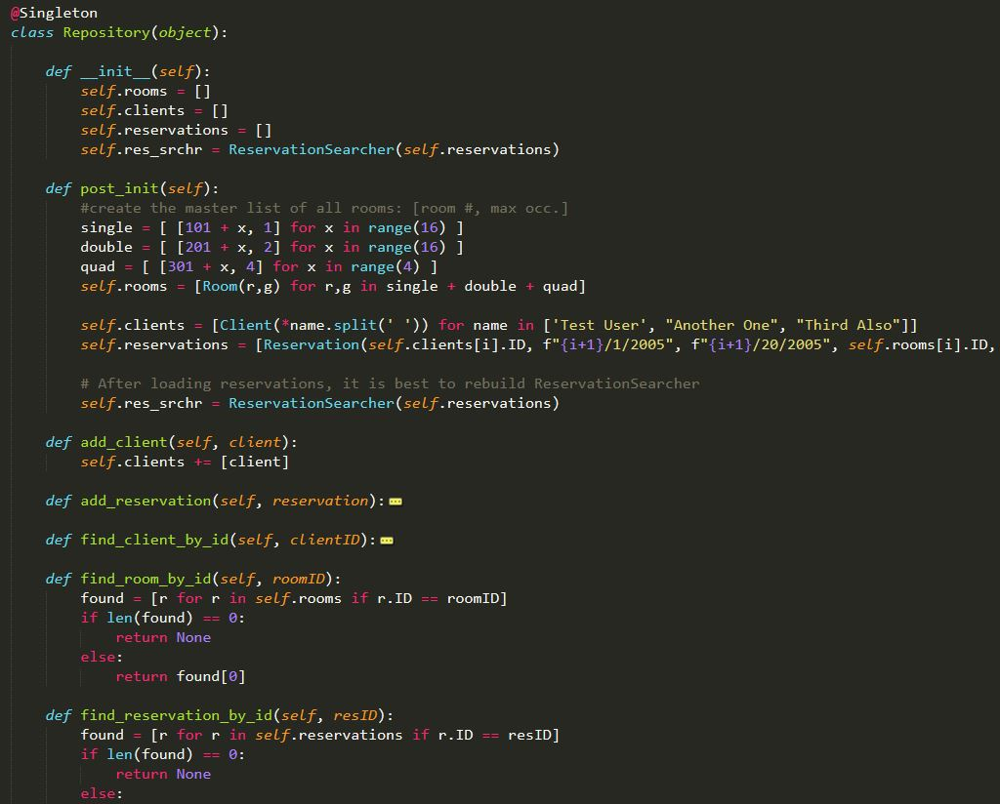 @Singleton
class Repository(object):
def __init__(self):
self.rooms = []
self.clients = []
self.reservations = []
self.res_srchr = ReservationSearcher(self.reservations)
def post_init(self):
#create the master list of all rooms: [room #, max occ.]
single = [ [101 + x, 1] for x in range(16) ]
double = [ [201 + x, 2] for x in range(16) ]
quad = [ [301 + x, 4] for x in range(4) ]
self.rooms = [Room(r,g) for r,g in single + double + quad]
self.clients = [Client(*name.split(' ')) for name in ['Test User', "Another One", "Third Also"]]
self.reservations = [Reservation(self.clients[i].ID, f"{i+1}/1/2005", f"{i+1}/20/2005", self.rooms[i].ID,
# After loading reservations, it is best to rebuild ReservationSearcher
self.res_srchr = ReservationSearcher(self.reservations)
def add_client(self, client):
self.clients += [client]
def add_reservation(self, reservation):
def find_client_by_id(self, clientID):
def find_room_by_id(self, roomID):
found = [r for r in self.rooms if r.ID == roomID]
if len(found) == 0:
return None
else:
return found[0]
def find_reservation_by_id(self, resID):
found = [r for r in self.reservations if r.ID == resID]
if len(found) == 0:
return None
else: